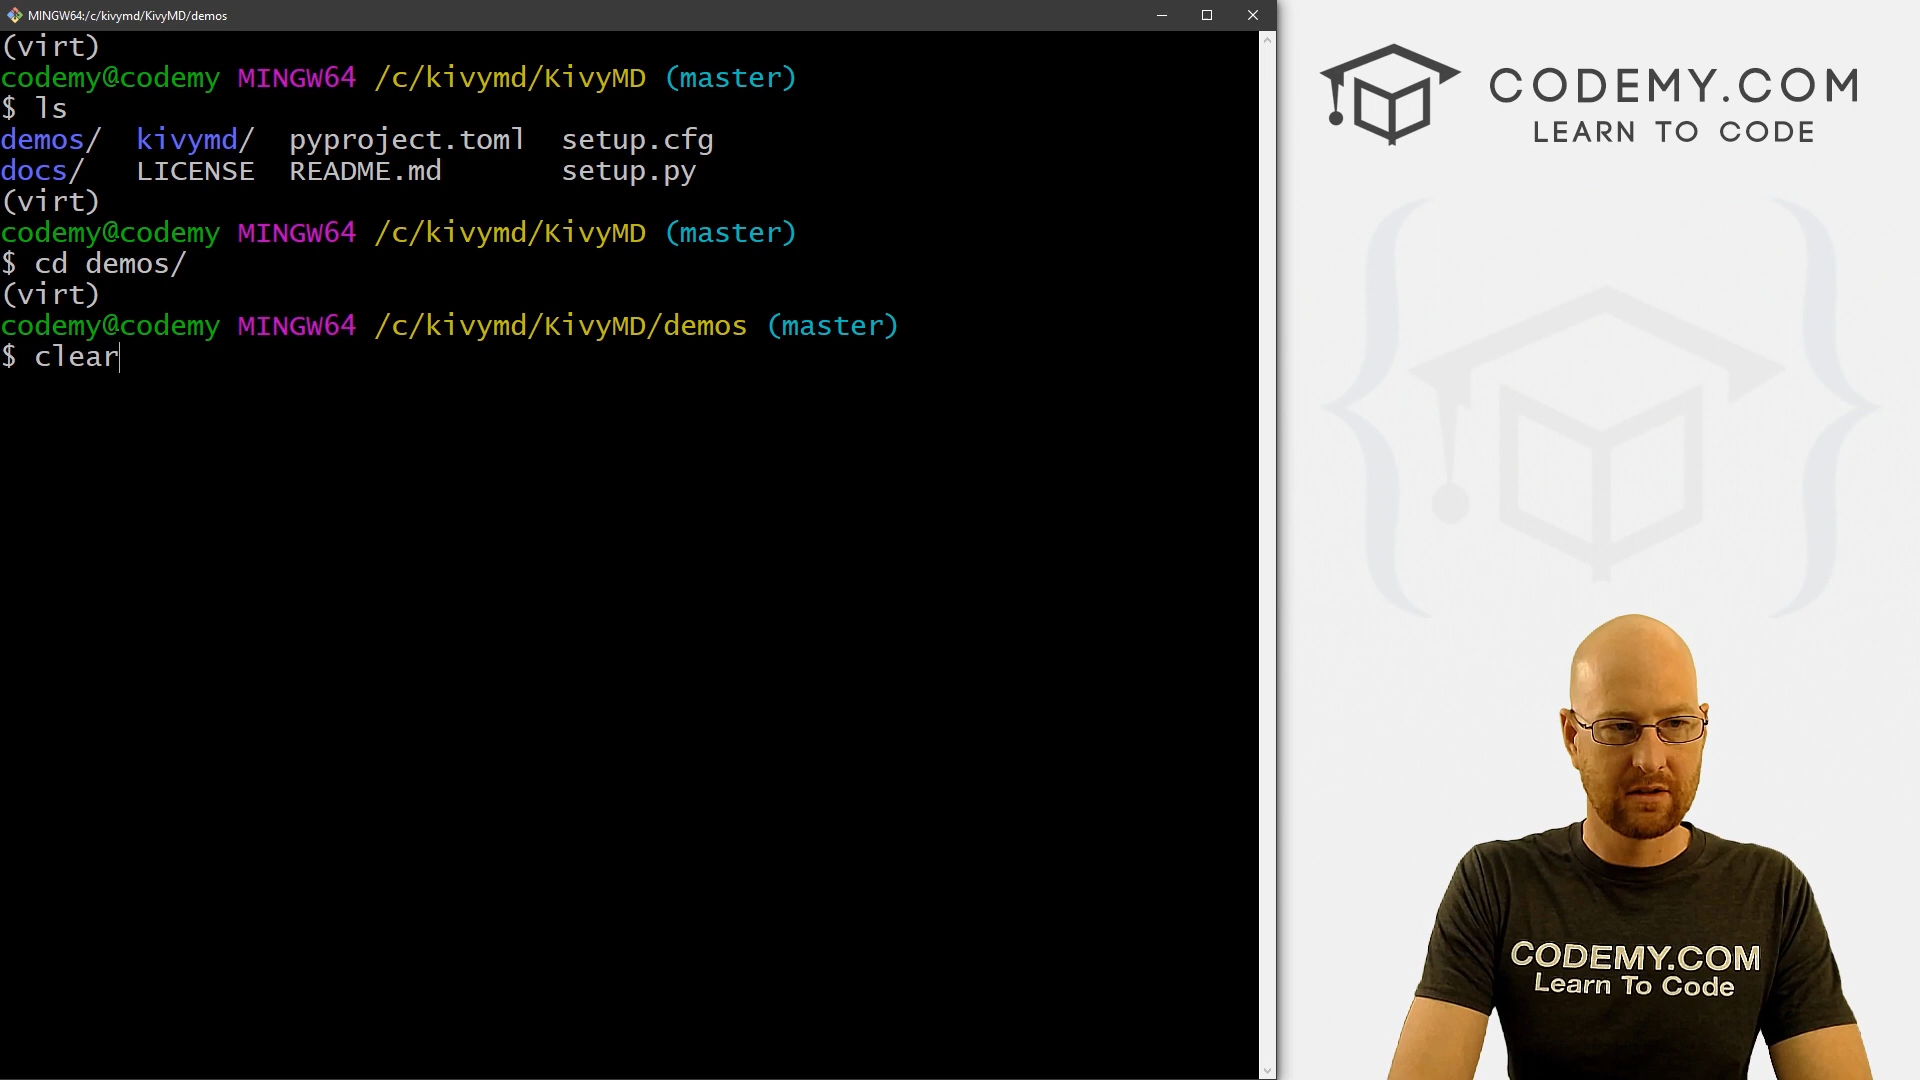 MINGW64:/c/kivymd/KivyMD/demos
(virt)
codemy@codemy MINGW64 /c/kivymd/KivyMD (master)
$ ls
demos/ kivymd/ pyproject.toml setup.cfg
docs/ LICENSE README.md setup.py
(virt)
codemy@codemy MINGW64 /c/kivymd/KivyMD (master)
$ cd demos/
(virt)
codemy@codemy MINGW64 /c/kivymd/KivyMD/demos (master)
$ clear
CODEMY.COM
LEARN TO CODE
CODEMY.COM
Learn To Code